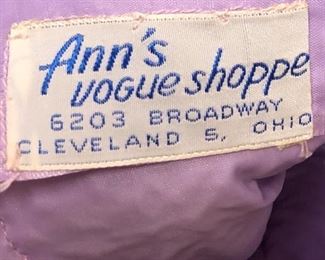 Ann's
vogue shoppe
6203 BROADWAY
CLEVELAND 5, OHIO